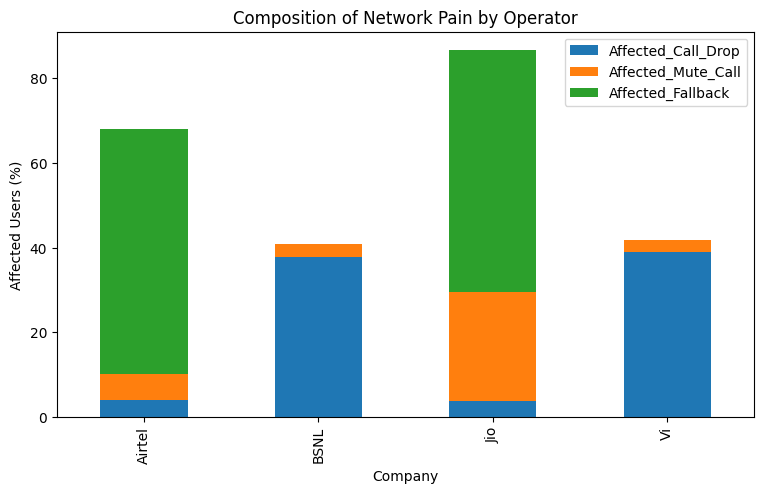 Composition of Network Pain by Operator
Affected_Call_Drop
Affected_Mute_Call
Affected_Fallback
Affected Users (%)
80
60
40
20
0
Airtel
BSNL
Jio
Vi
Company